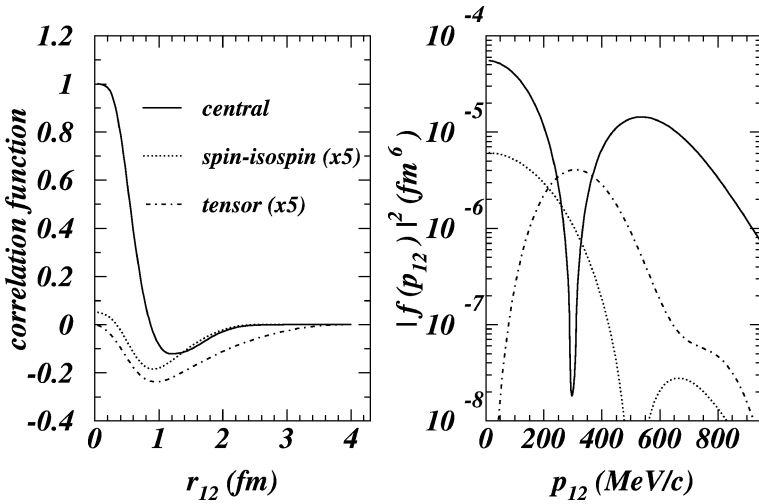 correlation function
1.2
1
0.8
0.6
0.4
0.2
0
-0.2
-0.4
central
spin-isospin (x5)
tensor (x5)
0 1 2 3 4
r12 (fm)
| f (p12) |2 (fm6)
10 -4
10 -5
10 -6
10 -7
10 -8
0 200 400 600 800
p12 (MeV/c)